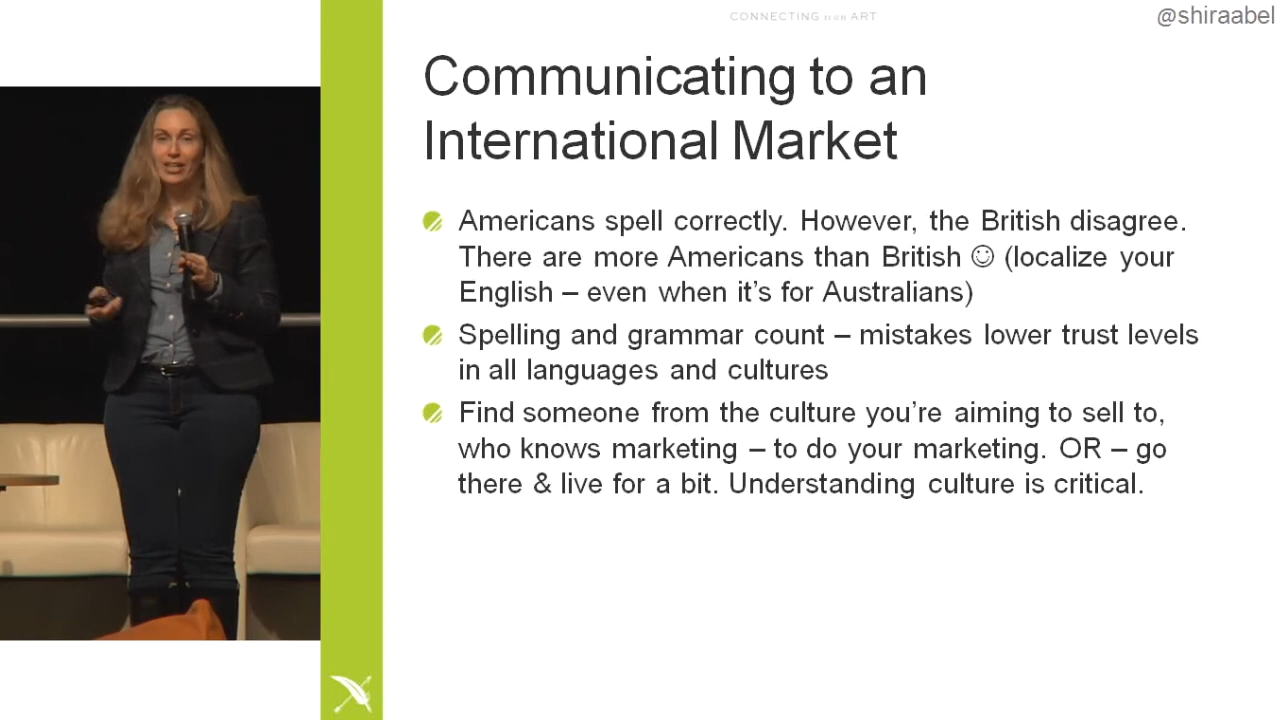 CONNECTING is an ART
@shiraabel
Communicating to an
International Market
Americans spell correctly. However, the British disagree.
There are more Americans than British ☺ (localize your
English – even when it’s for Australians)
Spelling and grammar count – mistakes lower trust levels
in all languages and cultures
Find someone from the culture you’re aiming to sell to,
who knows marketing – to do your marketing. OR – go
there & live for a bit. Understanding culture is critical.